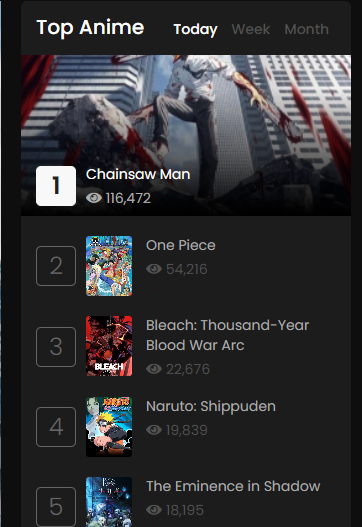 Top Anime Today Week Month
1 Chainsaw Man
116,472
2 One Piece
54,216
3 Bleach: Thousand-Year
Blood War Arc
22,676
BLEACH
4 Naruto: Shippuden
19,839
5 The Eminence in Shadow
18,195